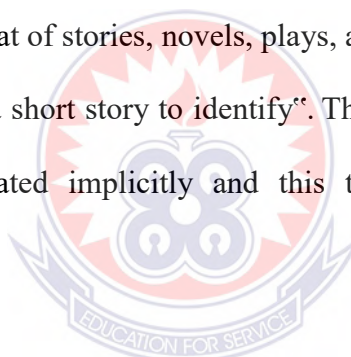 at of stories, novels, plays, a
short story to identify‟. Th
ated implicitly and this t
EDUCATION FOR SERVICE